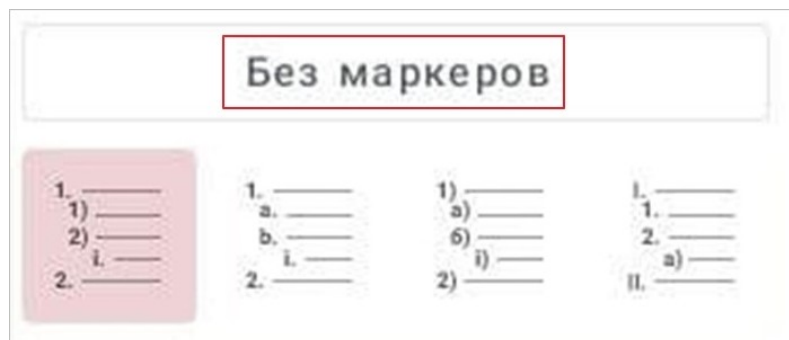 Без маркеров
1. 1. 1) I.
1) a. а) 1.
2) b. б) 2.
i. i. i) a)
2. 2. 2) II.